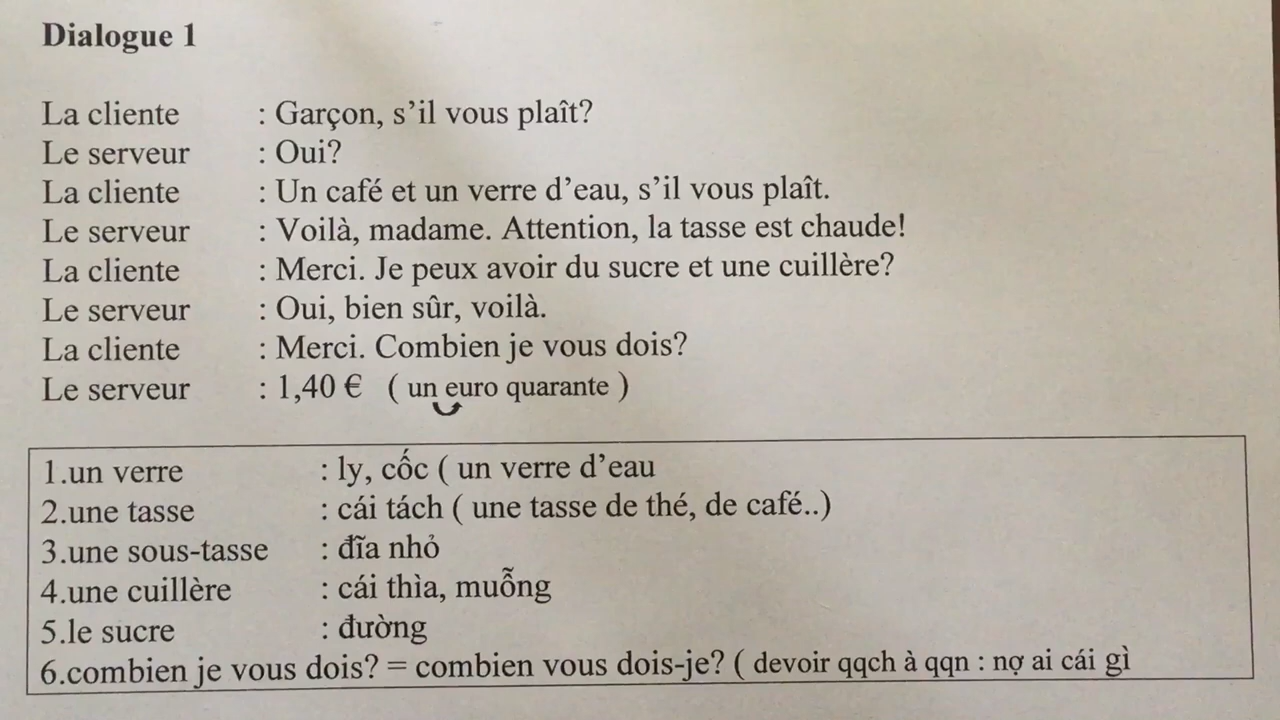 Dialogue 1
La cliente : Garçon, s'il vous plaît?
Le serveur : Oui?
La cliente : Un café et un verre d'eau, s'il vous plaît.
Le serveur : Voilà, madame. Attention, la tasse est chaude!
La cliente : Merci. Je peux avoir du sucre et une cuillère?
Le serveur : Oui, bien sûr, voilà.
La cliente : Merci. Combien je vous dois?
Le serveur : 1,40 € ( un euro quarante )
1.un verre : ly, cốc ( un verre d'eau
2.une tasse : cái tách ( une tasse de thé, de café..)
3.une sous-tasse : đĩa nhỏ
4.une cuillère : cái thìa, muỗng
5.le sucre : đường
6.combien je vous dois? = combien vous dois-je? ( devoir qqch à qqn : nợ ai cái gì